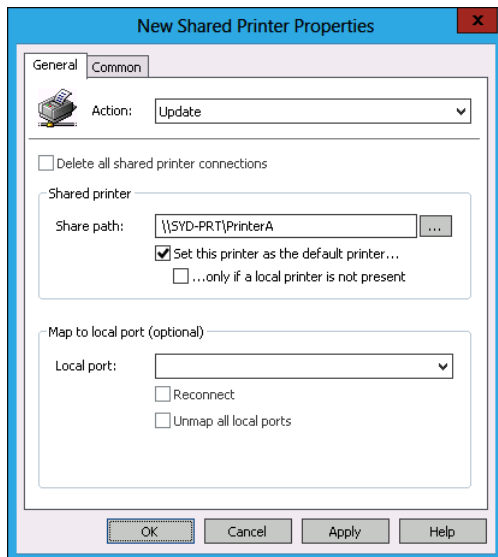 New Shared Printer Properties
x
General Common
Action: Update
Delete all shared printer connections
Shared printer
Share path: \\SYD-PRT\PrinterA ...
Set this printer as the default printer...
...only if a local printer is not present
Map to local port (optional)
Local port:
Reconnect
Unmap all local ports
OK Cancel Apply Help